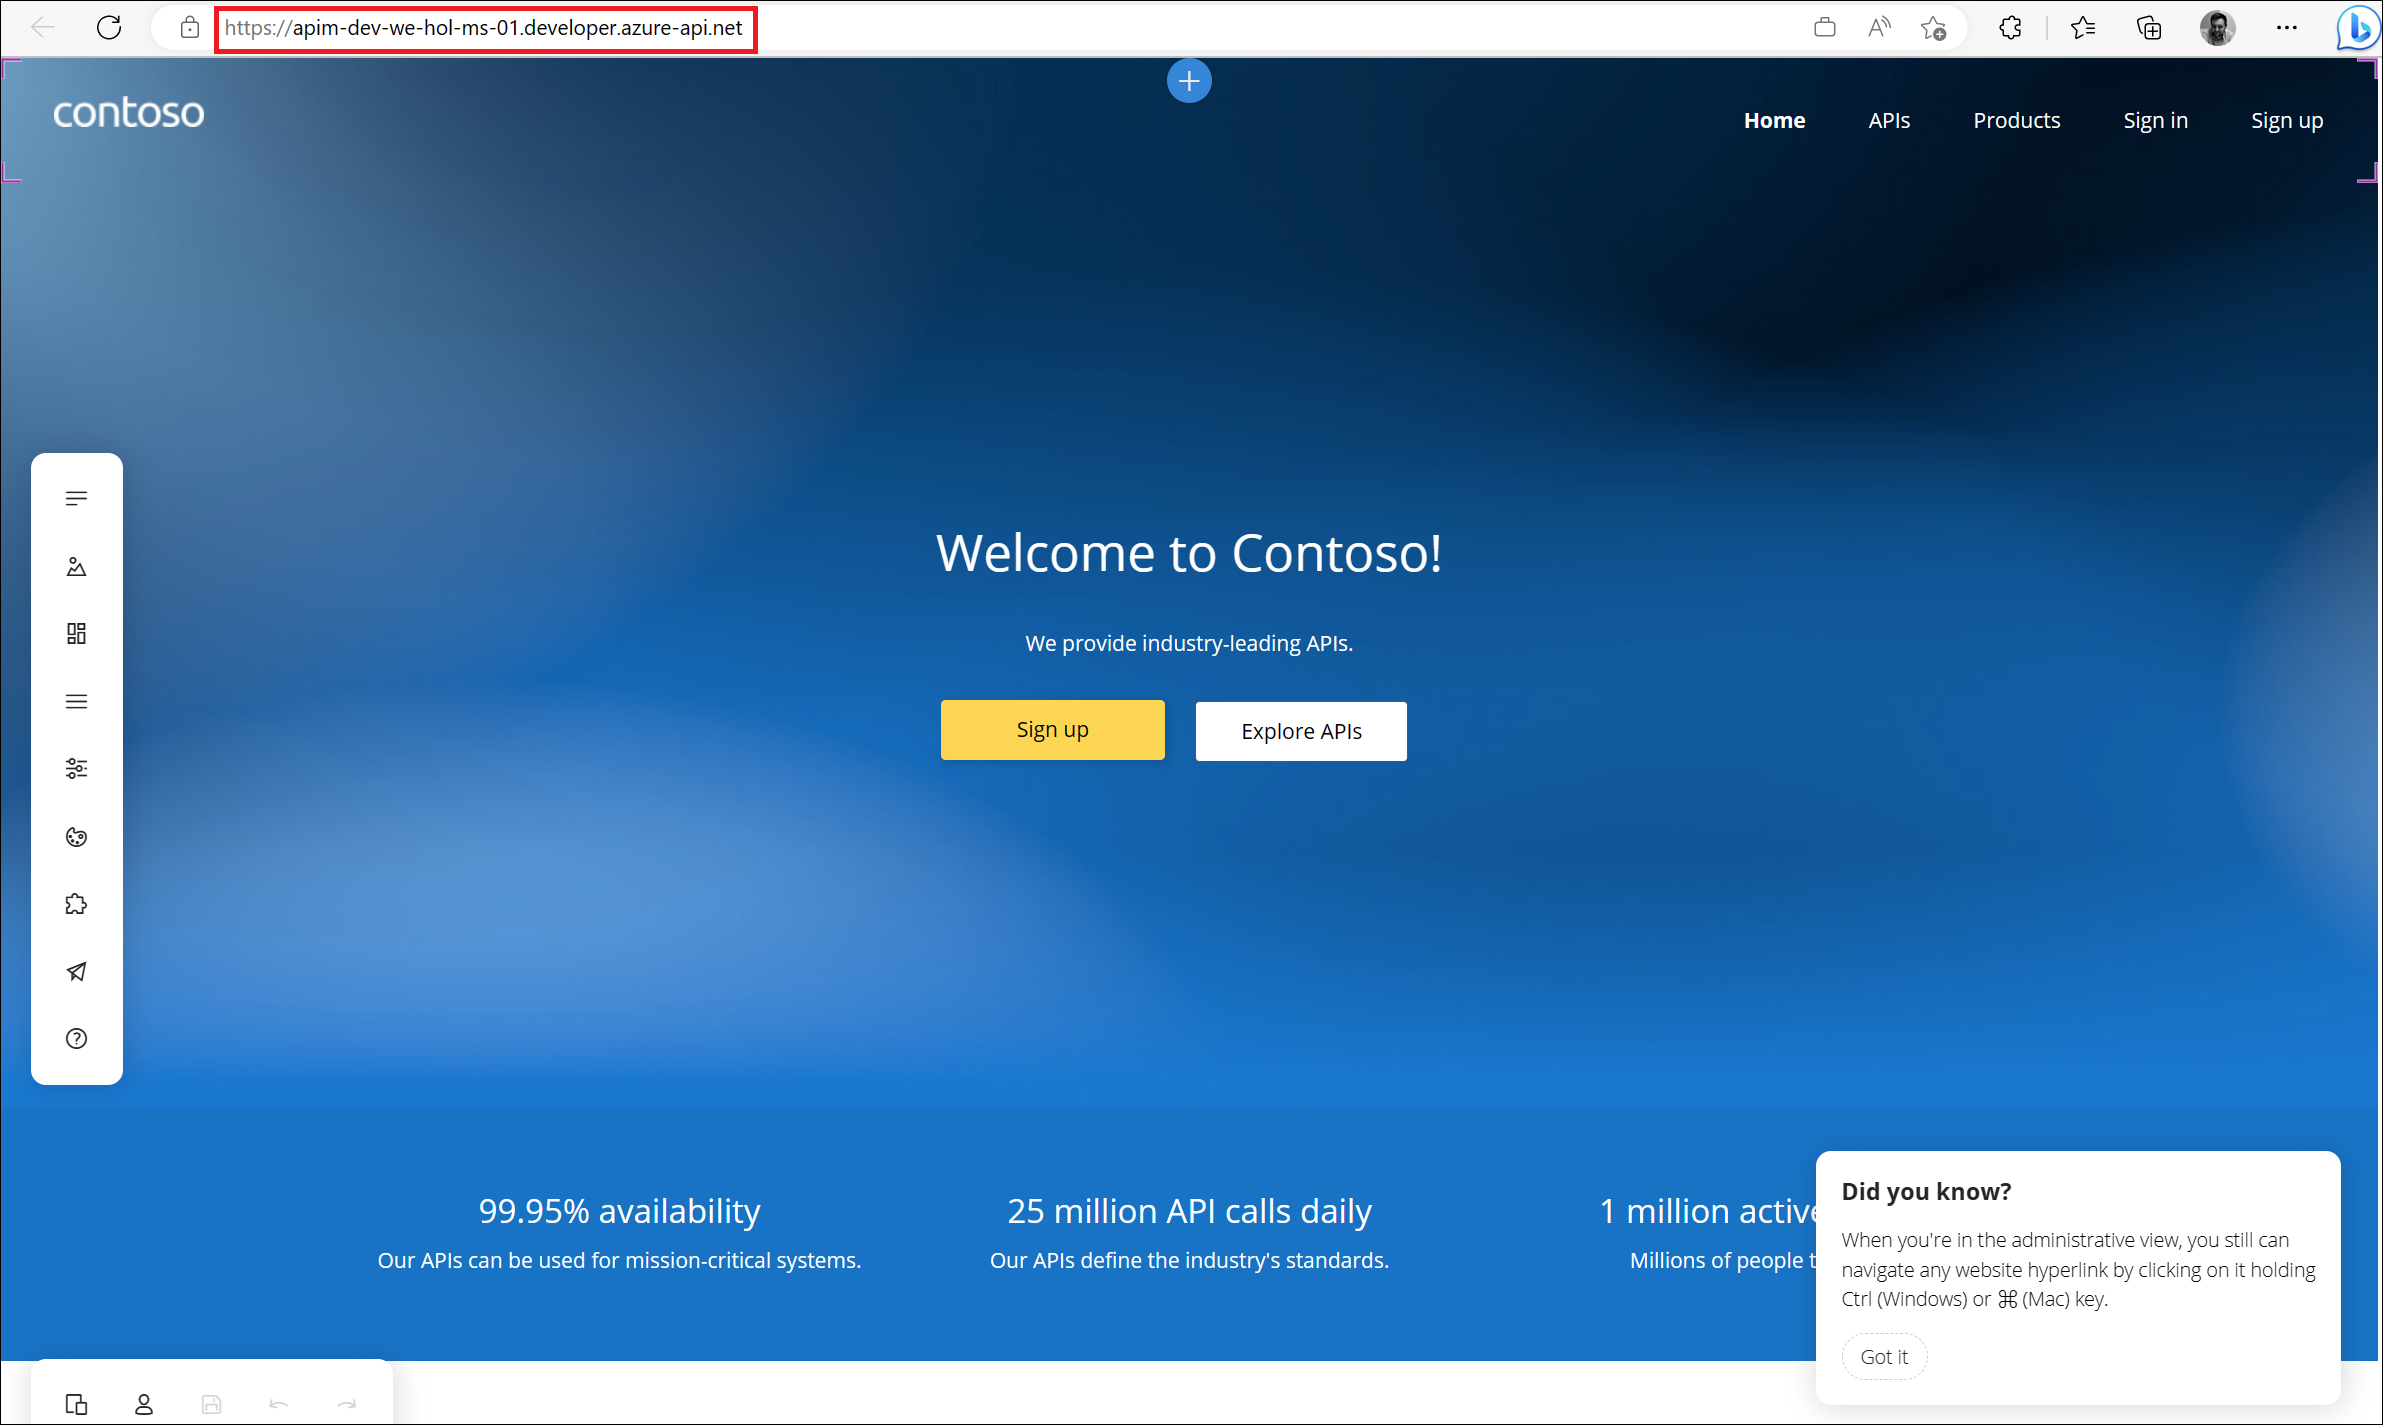 https://apim-dev-we-hol-ms-01.developer.azure-api.net
contoso
Home APIs Products Sign in Sign up
Welcome to Contoso!
We provide industry-leading APIs.
Sign up Explore APIs
99.95% availability
Our APIs can be used for mission-critical systems.
25 million API calls daily
Our APIs define the industry's standards.
1 million active
Millions of people
Did you know?
When you're in the administrative view, you still can
navigate any website hyperlink by clicking on it holding
Ctrl (Windows) or ⌘ (Mac) key.
Got it